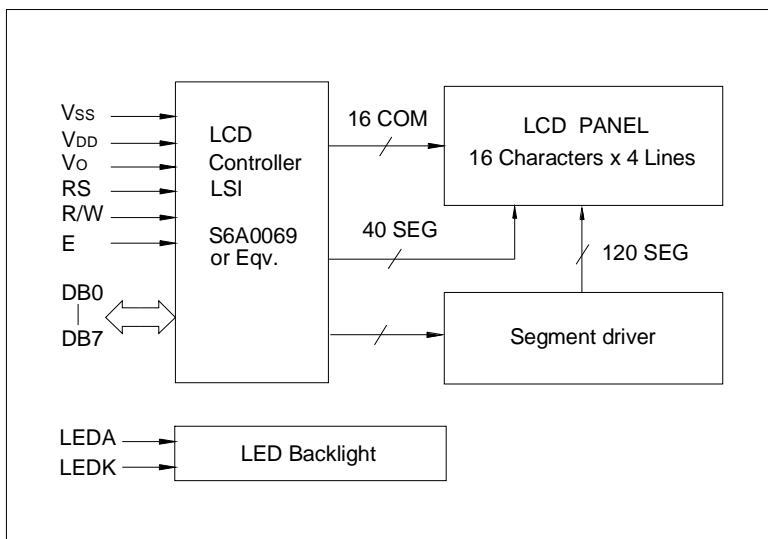 VSS
VDD
VO
RS
R/W
E
DB0
DB7
LCD
Controller
LSI
S6A0069
or Eqv.
16 COM
40 SEG
LCD PANEL
16 Characters x 4 Lines
120 SEG
Segment driver
LEDA
LEDK
LED Backlight